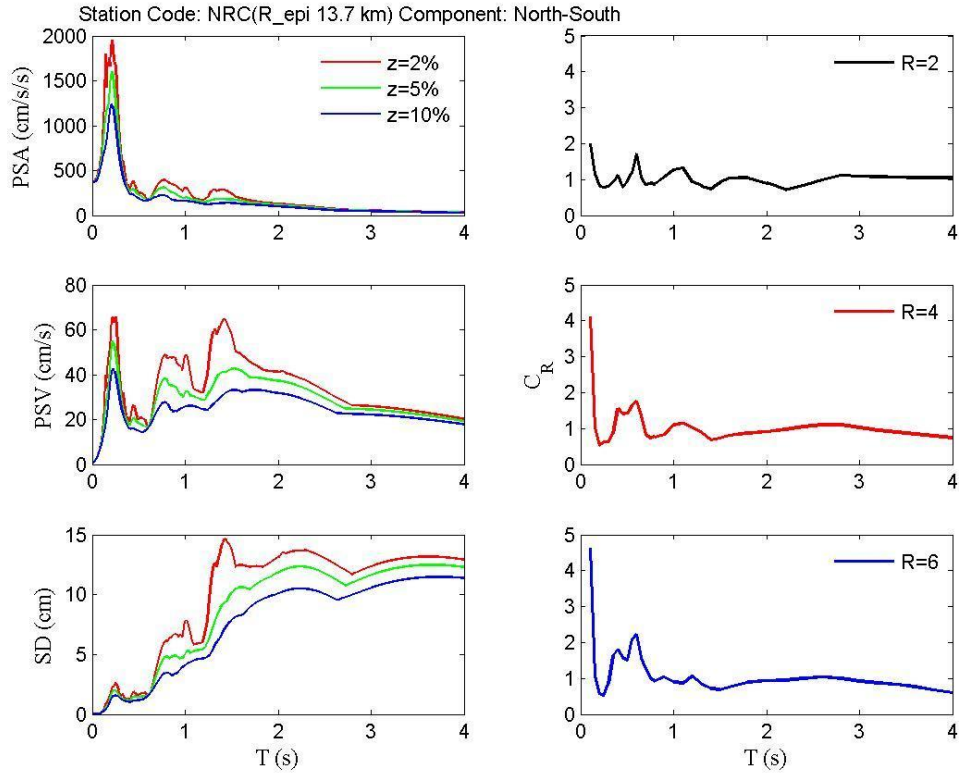 Station Code: NRC(R_epi 13.7 km) Component: North-South
PSA (cm/s/s)
2000
1500
1000
500
0
0 1 2 3 4
z=2%
z=5%
z=10%
5
4
3
2
1
0
0 1 2 3 4
R=2
PSV (cm/s)
80
60
40
20
0
0 1 2 3 4
C_R
5
4
3
2
1
0
0 1 2 3 4
R=4
SD (cm)
15
10
5
0
0 1 2 3 4
T (s)
5
4
3
2
1
0
0 1 2 3 4
R=6
T (s)